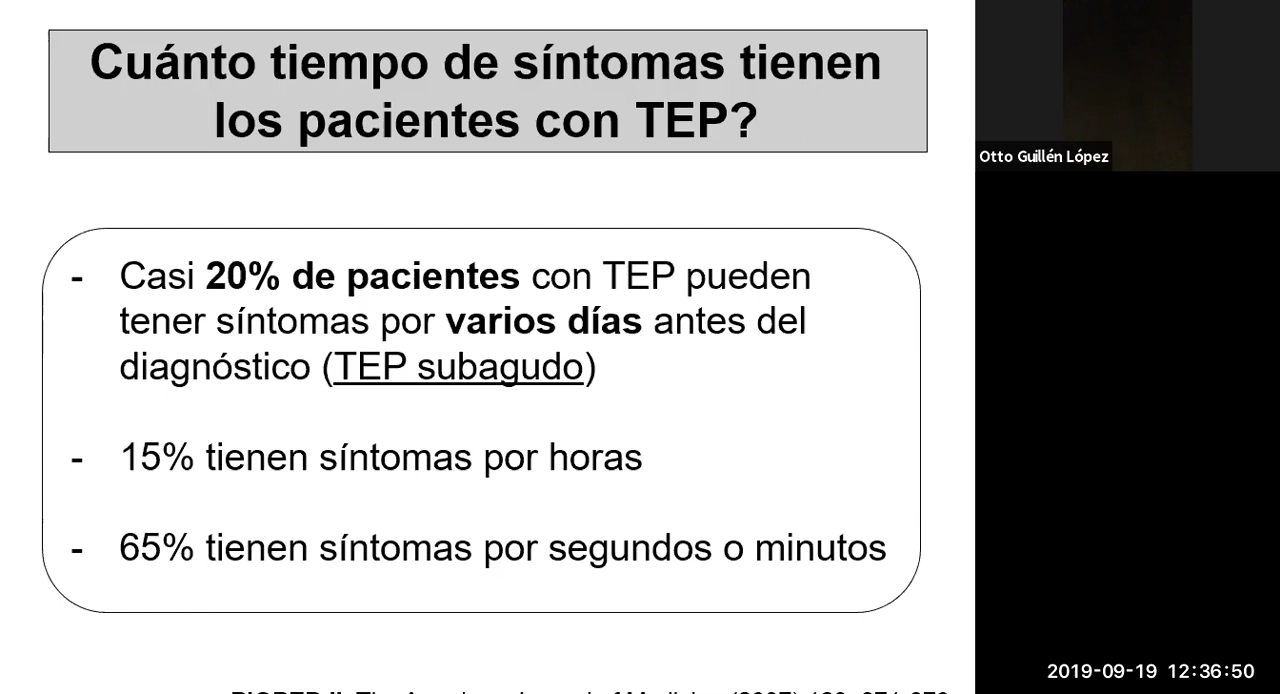 Cuánto tiempo de síntomas tienen
los pacientes con TEP?
Otto Guillén López
- Casi 20% de pacientes con TEP pueden
tener síntomas por varios días antes del
diagnóstico (TEP subagudo)
- 15% tienen síntomas por horas
- 65% tienen síntomas por segundos o minutos
2019-09-19 12:36:50